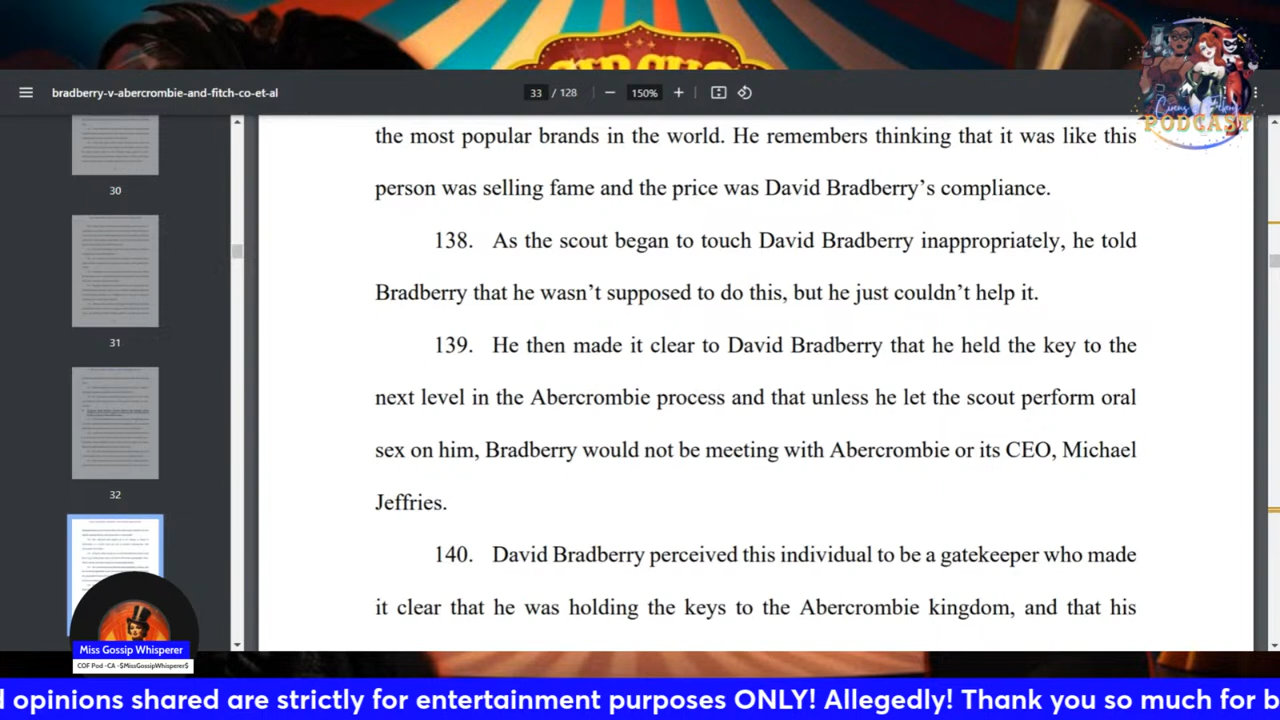 CIRCUS
bradberry-v-abercrombie-and-fitch-co-et-al
33 / 128
150%
PODCAST
the most popular brands in the world. He remembers thinking that it was like this
person was selling fame and the price was David Bradberry’s compliance.
138. As the scout began to touch David Bradberry inappropriately, he told
Bradberry that he wasn’t supposed to do this, but he just couldn’t help it.
139. He then made it clear to David Bradberry that he held the key to the
next level in the Abercrombie process and that unless he let the scout perform oral
sex on him, Bradberry would not be meeting with Abercrombie or its CEO, Michael
Jeffries.
140. David Bradberry perceived this individual to be a gatekeeper who made
it clear that he was holding the keys to the Abercrombie kingdom, and that his
30
31
32
Miss Gossip Whisperer
COF Pod -CA -$MissGossipWhisperer$
d opinions shared are strictly for entertainment purposes ONLY! Allegedly! Thank you so much for b